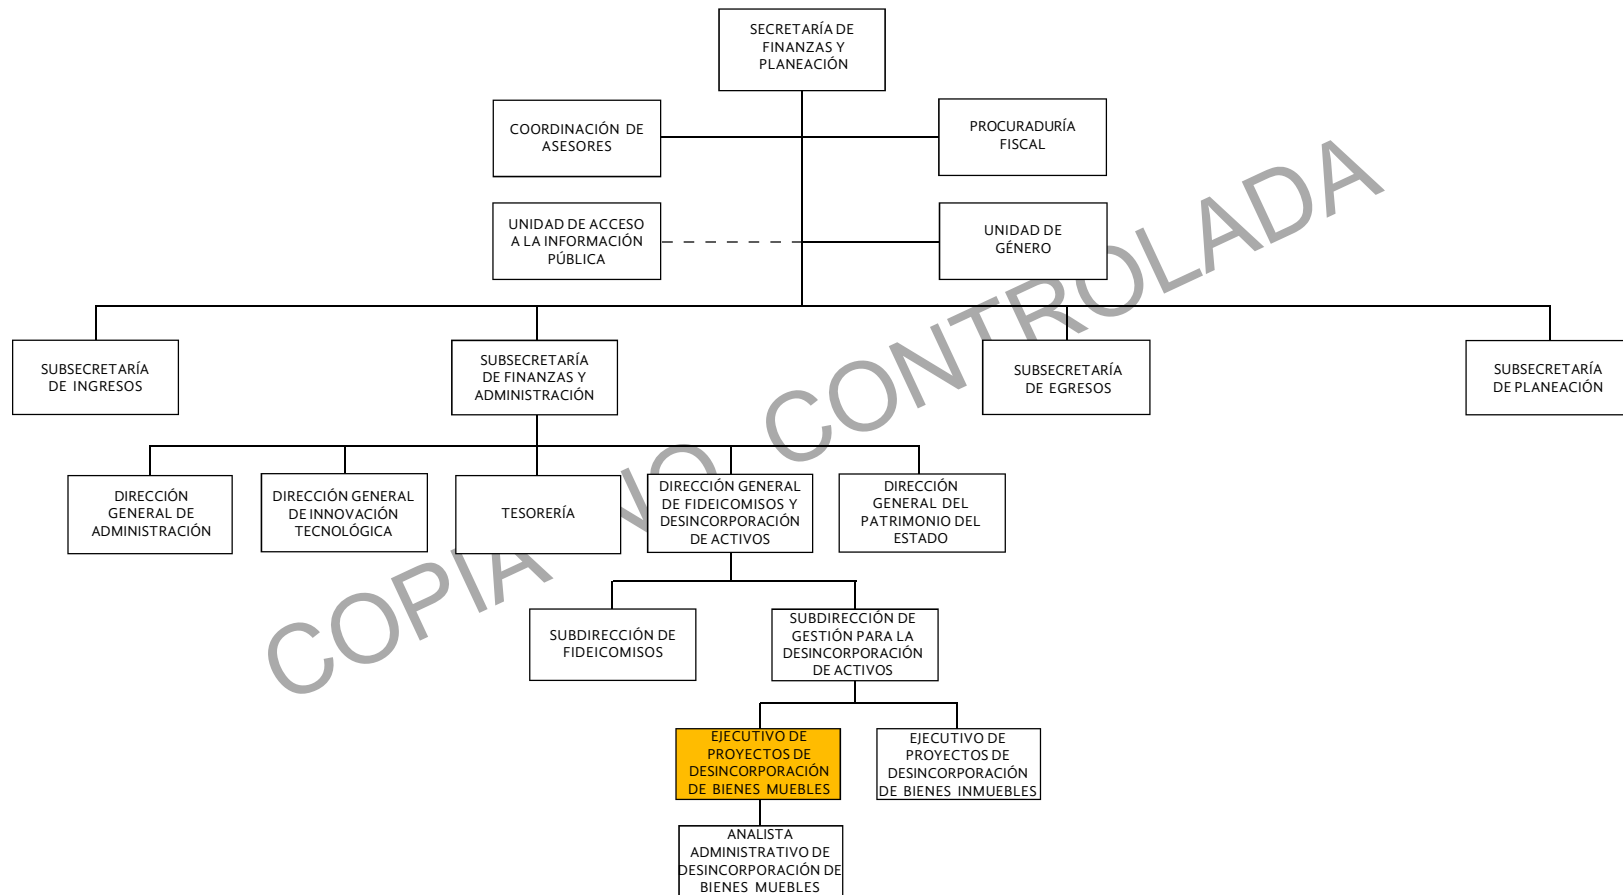 SECRETARÍA DE
FINANZAS Y
PLANEACIÓN
COORDINACIÓN DE
ASESORES
PROCURADURÍA
FISCAL
UNIDAD DE ACCESO
A LA INFORMACIÓN
PÚBLICA
UNIDAD DE
GÉNERO
SUBSECRETARÍA
DE INGRESOS
SUBSECRETARÍA
DE FINANZAS Y
ADMINISTRACIÓN
SUBSECRETARÍA
DE EGRESOS
SUBSECRETARÍA
DE PLANEACIÓN
DIRECCIÓN
GENERAL DE
ADMINISTRACIÓN
DIRECCIÓN GENERAL
DE INNOVACIÓN
TECNOLÓGICA
TESORERÍA
DIRECCIÓN GENERAL
DE FIDEICOMISOS Y
DESINCORPORACIÓN
DE ACTIVOS
DIRECCIÓN
GENERAL DEL
PATRIMONIO DEL
ESTADO
SUBDIRECCIÓN DE
FIDEICOMISOS
SUBDIRECCIÓN DE
GESTIÓN PARA LA
DESINCORPORACIÓN
DE ACTIVOS
EJECUTIVO DE
PROYECTOS DE
DESINCORPORACIÓN
DE BIENES MUEBLES
EJECUTIVO DE
PROYECTOS DE
DESINCORPORACIÓN
DE BIENES INMUEBLES
ANALISTA
ADMINISTRATIVO DE
DESINCORPORACIÓN DE
BIENES MUEBLES
COPIA NO CONTROLADA